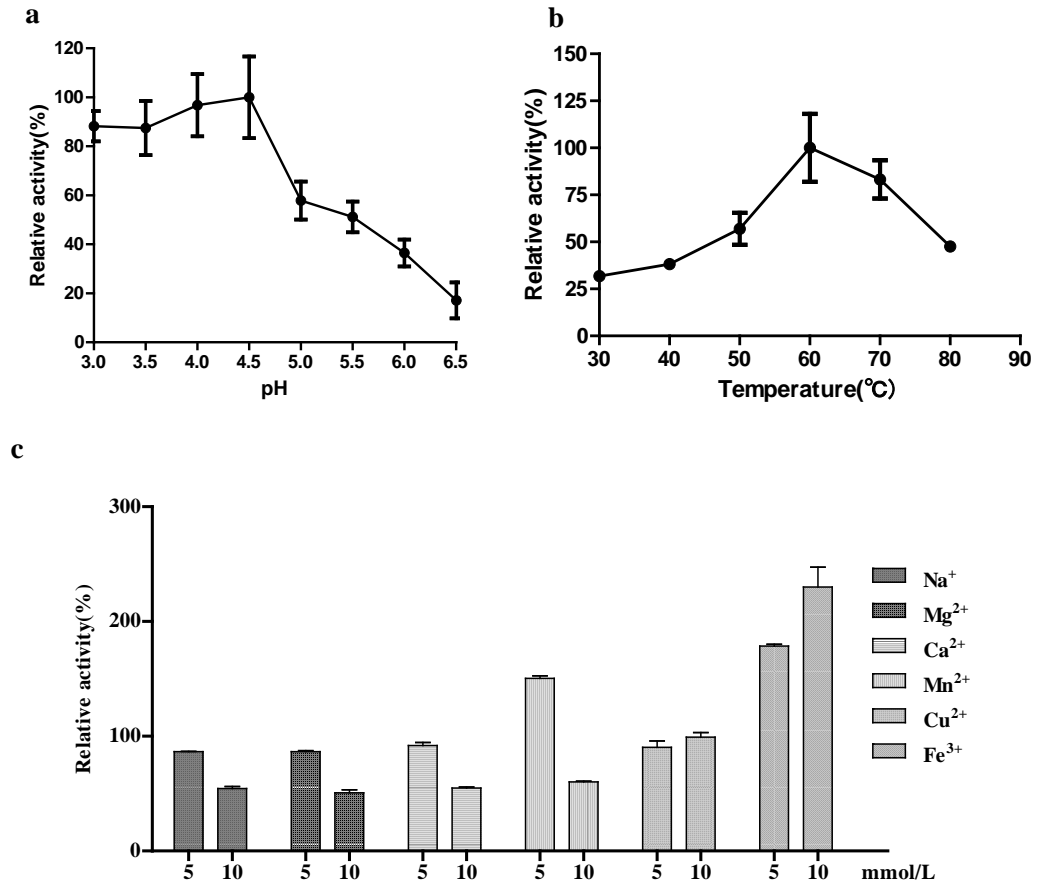 a
120
100
80
60
40
20
0
Relative activity(%)
3.0 3.5 4.0 4.5 5.0 5.5 6.0 6.5
pH
b
150
125
100
75
50
25
0
Relative activity(%)
30 40 50 60 70 80 90
Temperature(°C)
c
300
200
100
0
Relative activity(%)
5 10 5 10 5 10 5 10 5 10 5 10 mmol/L
Na⁺
Mg²⁺
Ca²⁺
Mn²⁺
Cu²⁺
Fe³⁺